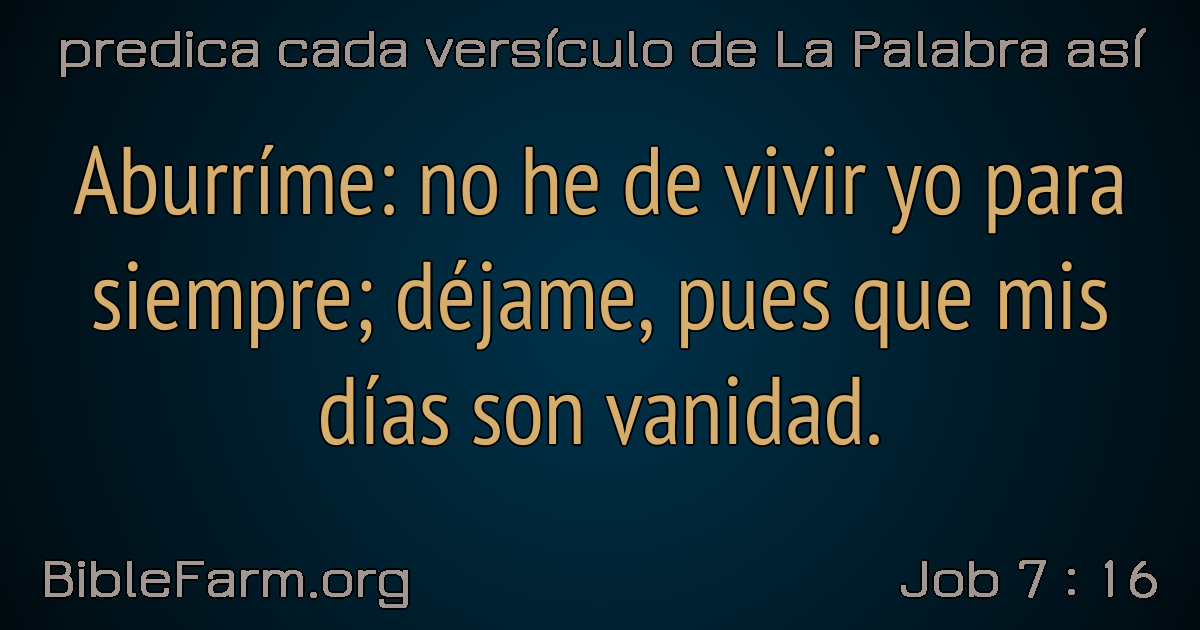 predica cada versículo de La Palabra así
Aburríme: no he de vivir yo para
siempre; déjame, pues que mis
días son vanidad.
BibleFarm.org
Job 7 : 16